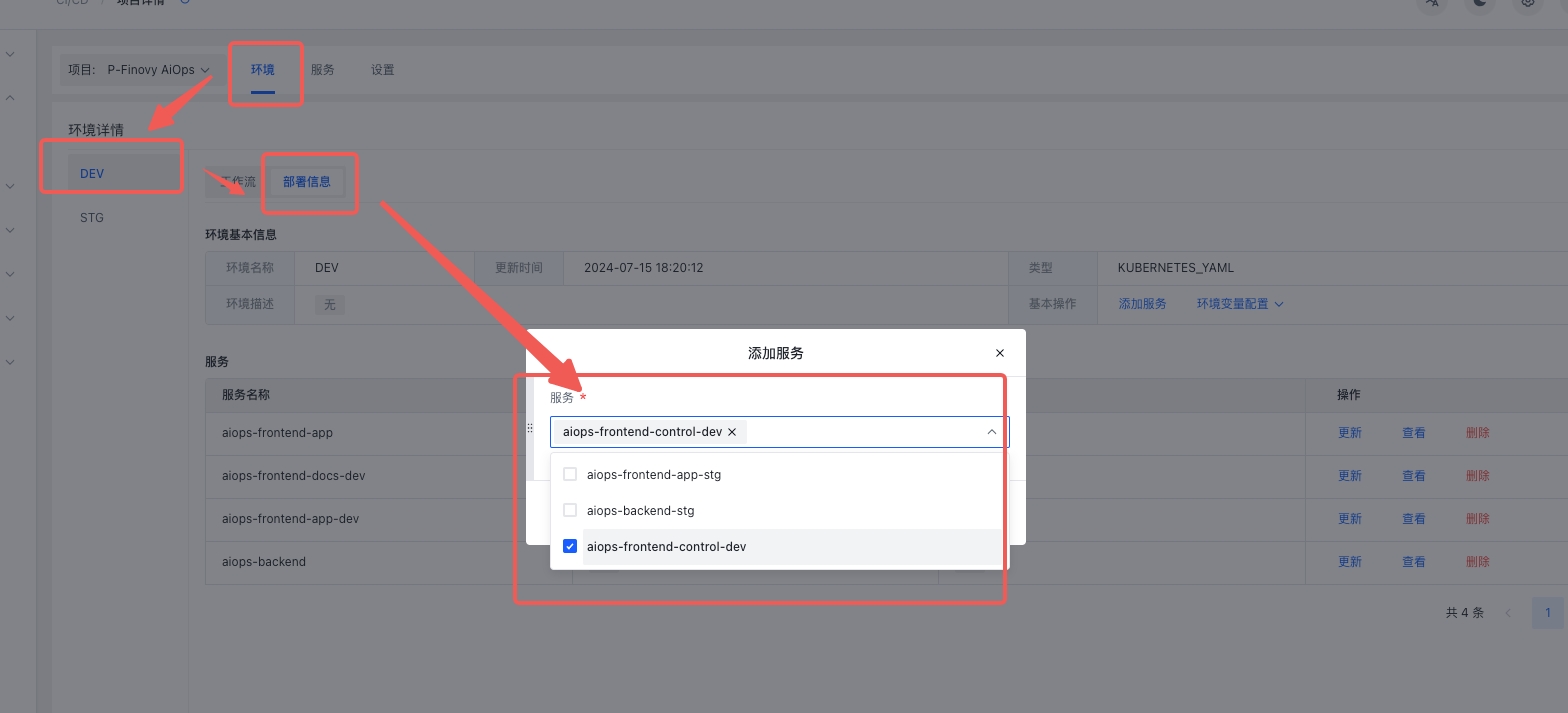 CI/CD / 项目详情
项目: P-Finovy AiOps 环境 服务 设置
环境详情
DEV
STG
工作流 部署信息
环境基本信息
环境名称 DEV 更新时间 2024-07-15 18:20:12 类型 KUBERNETES_YAML
环境描述 无 基本操作 添加服务 环境变量配置
服务
服务名称 操作
aiops-frontend-app 更新 查看 删除
aiops-frontend-docs-dev 更新 查看 删除
aiops-frontend-app-dev 更新 查看 删除
aiops-backend 更新 查看 删除
共 4 条 1
添加服务
服务 *
aiops-frontend-control-dev
aiops-frontend-app-stg
aiops-backend-stg
aiops-frontend-control-dev